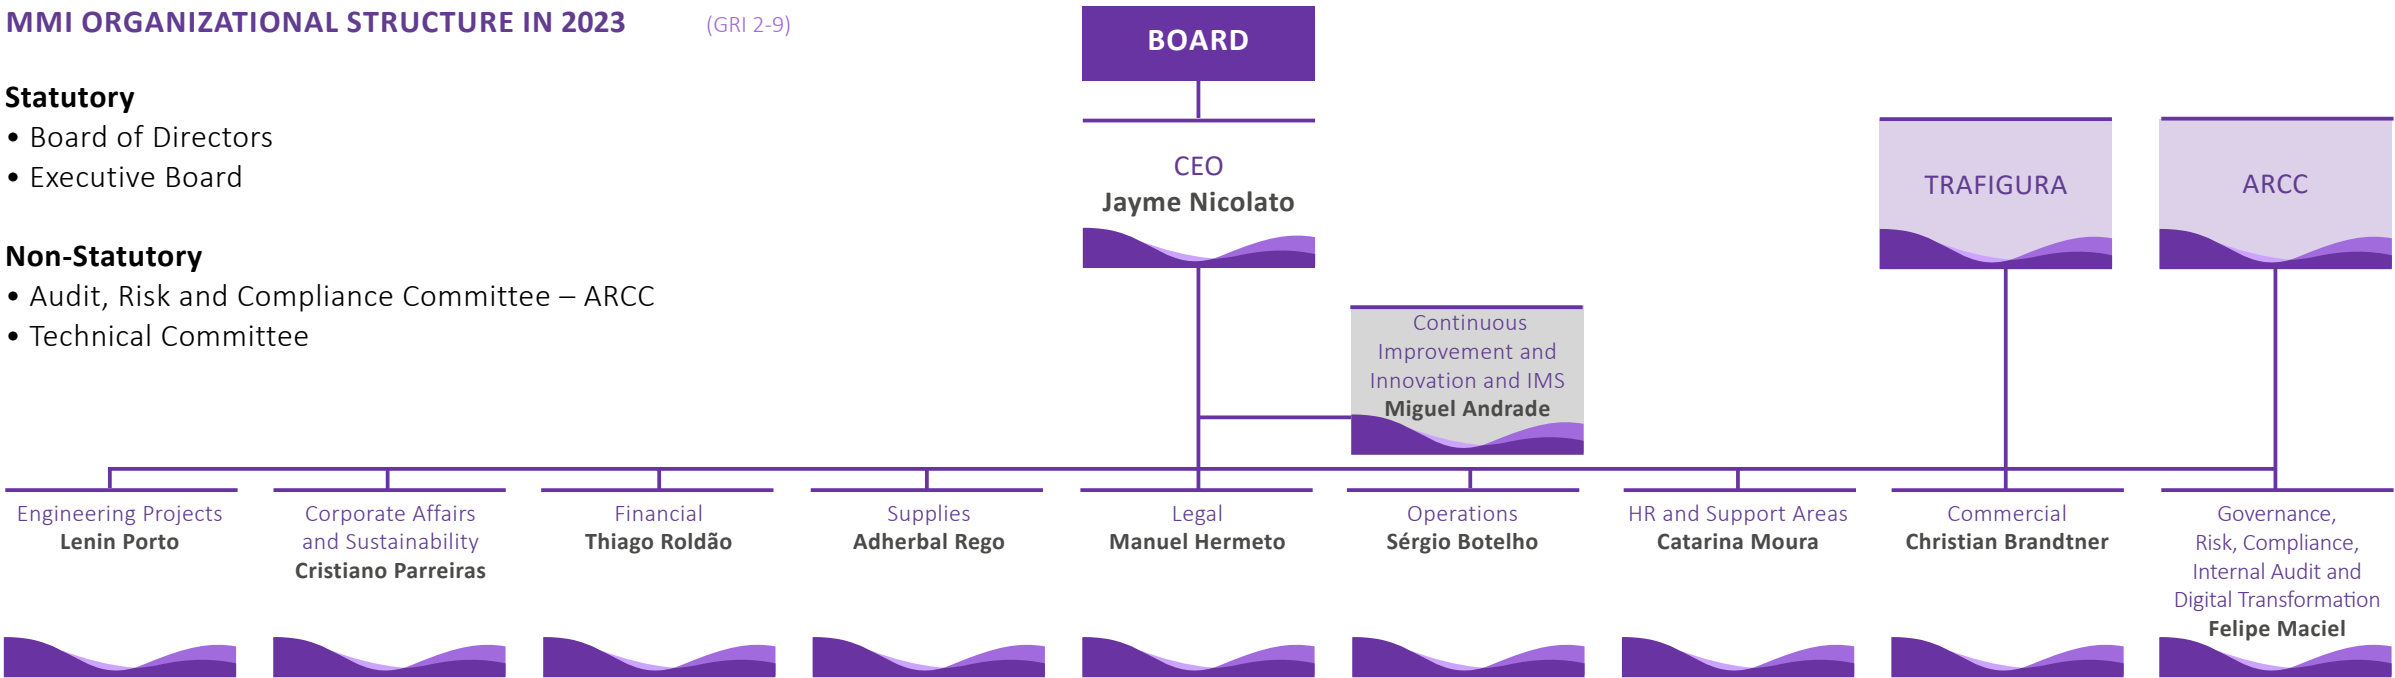 MMI ORGANIZATIONAL STRUCTURE IN 2023 (GRI 2-9)
Statutory
• Board of Directors
• Executive Board
Non-Statutory
• Audit, Risk and Compliance Committee – ARCC
• Technical Committee
BOARD
CEO
Jayme Nicolato
TRAFIGURA
ARCC
Continuous
Improvement and
Innovation and IMS
Miguel Andrade
Engineering Projects
Lenin Porto
Corporate Affairs
and Sustainability
Cristiano Parreiras
Financial
Thiago Roldão
Supplies
Adherbal Rego
Legal
Manuel Hermeto
Operations
Sérgio Botelho
HR and Support Areas
Catarina Moura
Commercial
Christian Brandtner
Governance,
Risk, Compliance,
Internal Audit and
Digital Transformation
Felipe Maciel